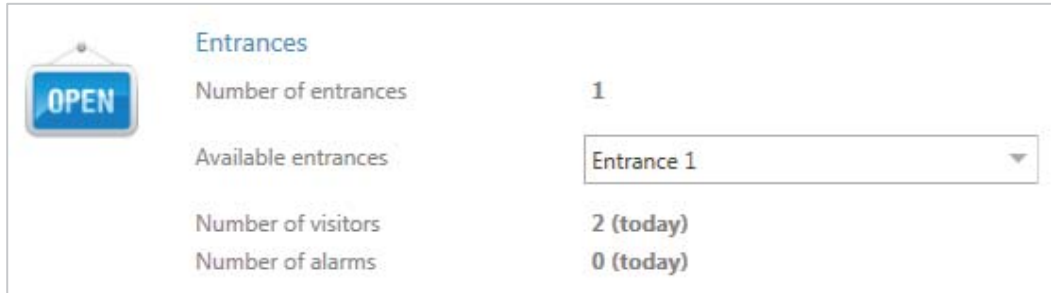 Entrances
OPEN
Number of entrances 1
Available entrances Entrance 1
Number of visitors 2 (today)
Number of alarms 0 (today)